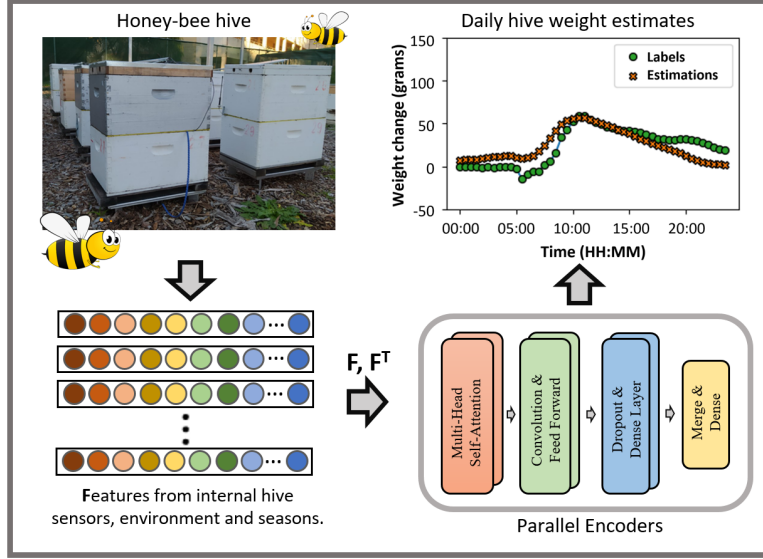 Honey-bee hive
Daily hive weight estimates
150
100
50
0
-50
Weight change (grams)
Labels
Estimations
00:00 05:00 10:00 15:00 20:00
Time (HH:MM)
F, Fᵀ
Features from internal hive
sensors, environment and seasons.
Multi-Head
Self-Attention
Convolution &
Feed Forward
Dropout &
Dense Layer
Merge &
Dense
Parallel Encoders